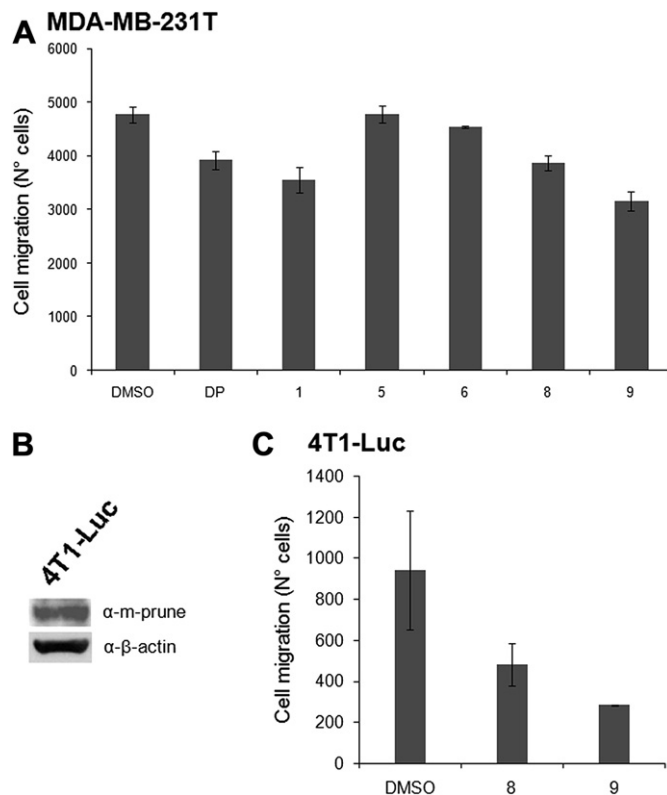 A MDA-MB-231T
Cell migration (N° cells)
6000
5000
4000
3000
2000
1000
0
DMSO DP 1 5 6 8 9
B
4T1-Luc
α-m-prune
α-β-actin
C 4T1-Luc
Cell migration (N° cells)
1400
1200
1000
800
600
400
200
0
DMSO 8 9